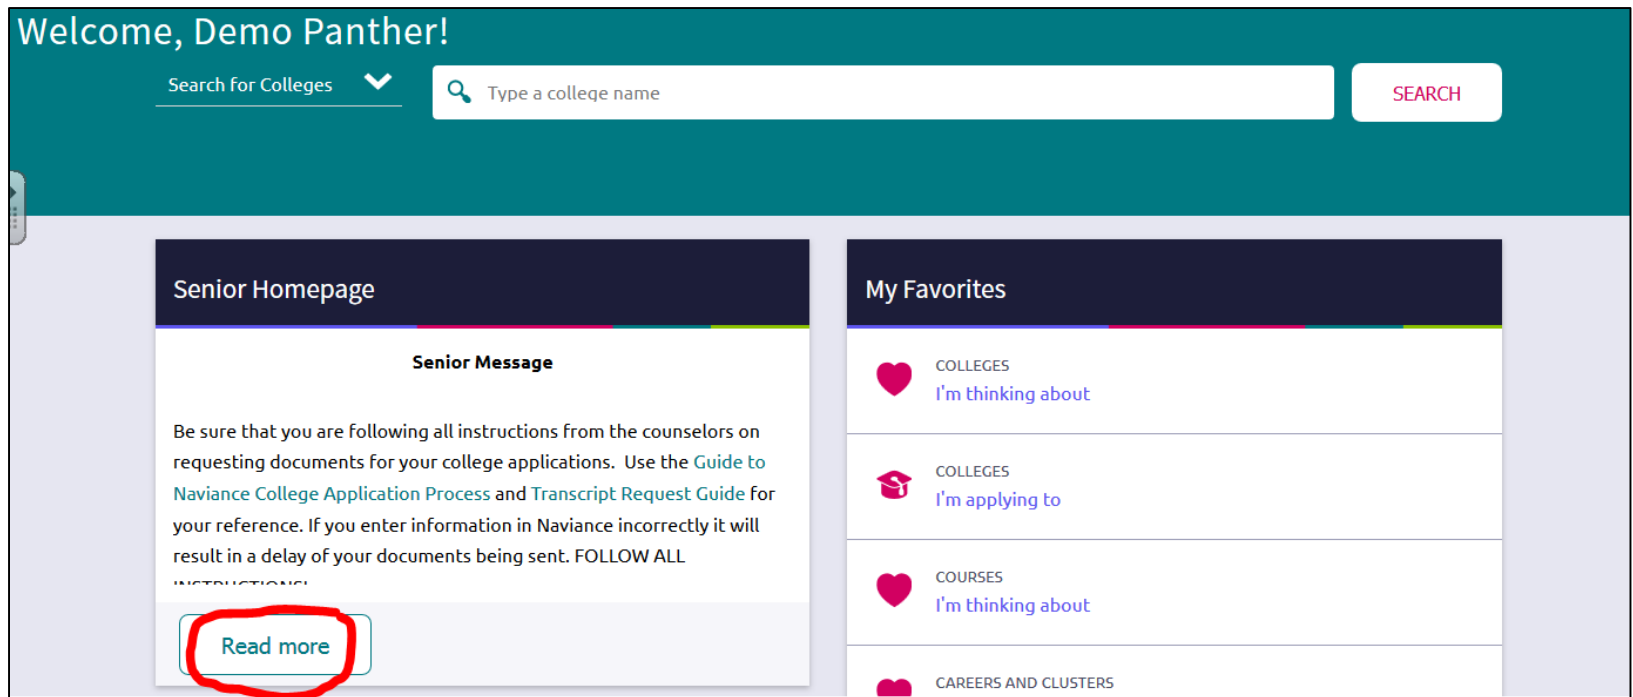 Welcome, Demo Panther!
Search for Colleges
Type a college name
SEARCH
Senior Homepage
Senior Message
Be sure that you are following all instructions from the counselors on
requesting documents for your college applications.  Use the Guide to
Naviance College Application Process and Transcript Request Guide for
your reference. If you enter information in Naviance incorrectly it will
result in a delay of your documents being sent. FOLLOW ALL
INSTRUCTIONS!
Read more
My Favorites
COLLEGES
I'm thinking about
COLLEGES
I'm applying to
COURSES
I'm thinking about
CAREERS AND CLUSTERS